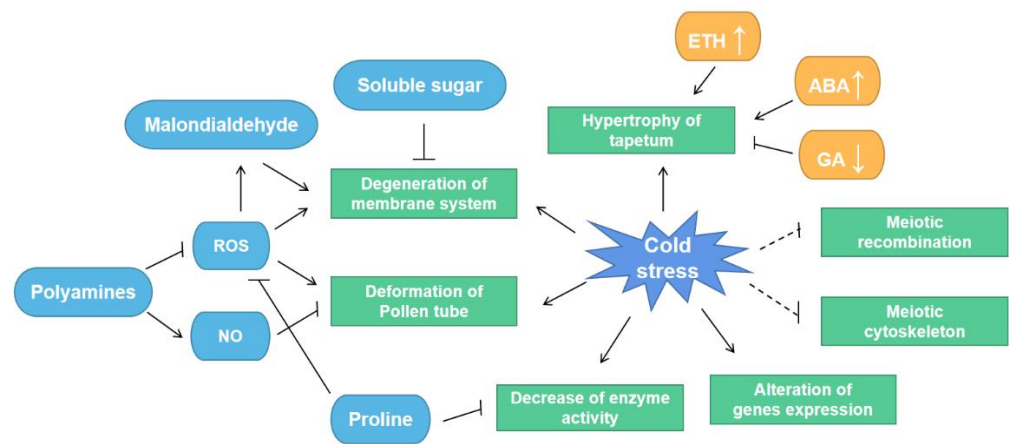 ETH ↑
Soluble sugar
ABA ↑
Malondialdehyde
Hypertrophy of
tapetum
GA ↓
Degeneration of
membrane system
ROS
Cold
stress
Meiotic
recombination
Polyamines
Deformation of
Pollen tube
NO
Meiotic
cytoskeleton
Proline
Decrease of enzyme
activity
Alteration of
genes expression